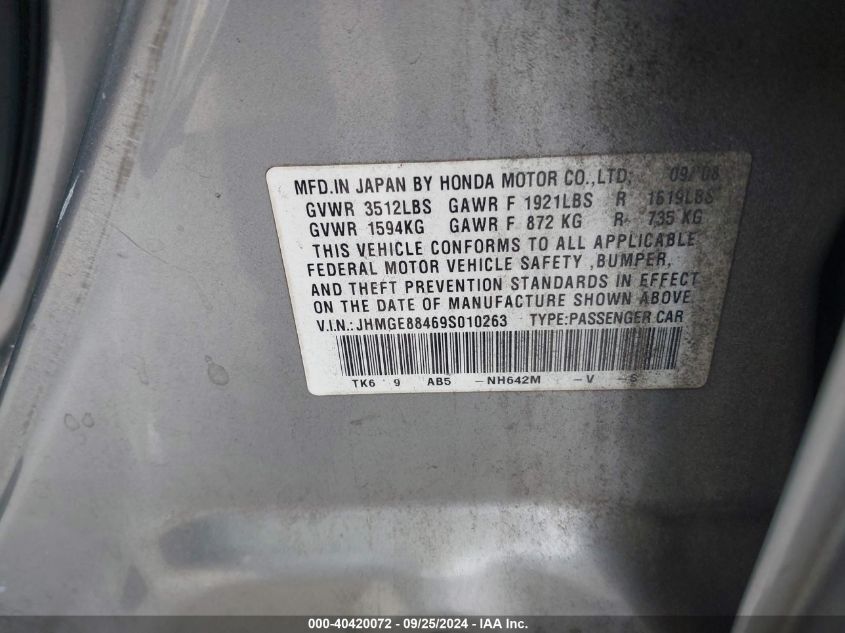 MFD.IN JAPAN BY HONDA MOTOR CO.,LTD; 09/'08
GVWR 3512LBS GAWR F 1921LBS R 1619LBS
GVWR 1594KG GAWR F 872 KG R 735 KG
THIS VEHICLE CONFORMS TO ALL APPLICABLE
FEDERAL MOTOR VEHICLE SAFETY ,BUMPER,
AND THEFT PREVENTION STANDARDS IN EFFECT
ON THE DATE OF MANUFACTURE SHOWN ABOVE
V.I.N.:JHMGE88469S010263 TYPE:PASSENGER CAR
TK6 9 AB5 -NH642M -V -S
000-40420072 - 09/25/2024 - IAA Inc.